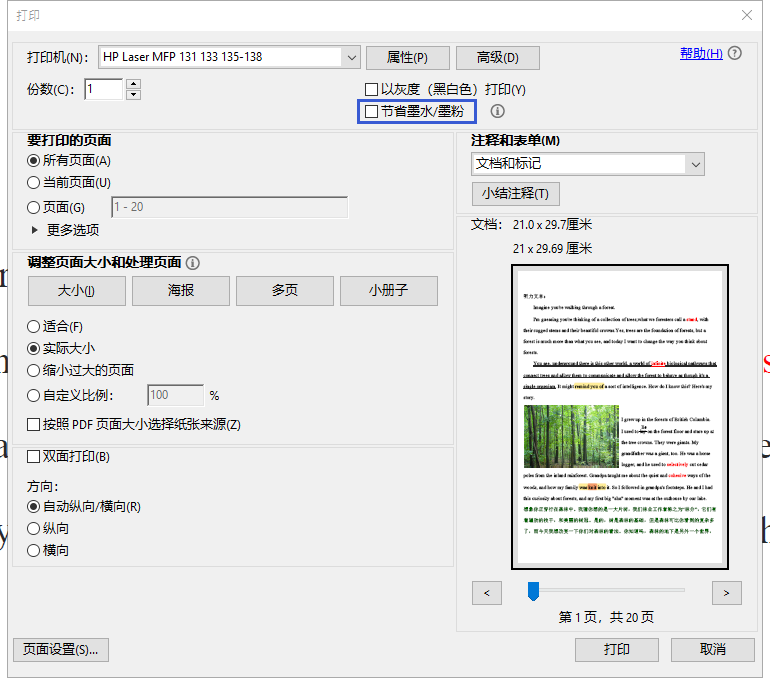 打印
打印机(N): HP Laser MFP 131 133 135-138 属性(P) 高级(D) 帮助(H)
份数(C): 1 以灰度（黑白色）打印(Y)
节省墨水/墨粉
要打印的页面
所有页面(A)
当前页面(U)
页面(G) 1 - 20
更多选项
调整页面大小和处理页面
大小(I) 海报 多页 小册子
适合(F)
实际大小
缩小过大的页面
自定义比例: 100 %
按照 PDF 页面大小选择纸张来源(Z)
双面打印(B)
方向:
自动纵向/横向(R)
纵向
横向
注释和表单(M)
文档和标记
小结注释(T)
文档: 21.0 x 29.7厘米
21 x 29.69 厘米
听力文本:
Imagine you're walking through a forest.
I'm guessing you're thinking of a collection of trees,what we foresters call a stand, with
their rugged stems and their beautiful crowns.Yes, trees are the foundation of forests, but a
forest is much more than what you see, and today I want to change the way you think about
forests.
You see, underground there is this other world, a world of infinite biological pathways that
connect trees and allow them to communicate and allow the forest to behave as though it's a
single organism. It might remind you of a sort of intelligence. How do I know this? Here's my
story.
I grew up in the forests of British Columbia.
I used to lie on the forest floor and stare up at
the tree crowns. They were giants. My
grandfather was a giant, too. He was a horse
logger, and he used to selectively cut cedar
poles from the inland rainforest. Grandpa taught me about the quiet and cohesive ways of the
woods, and how my family was knit into it. So I followed in grandpa's footsteps. He and I had
this curiosity about forests, and my first big "aha" moment was at the outhouse by our lake.
< >
第 1 页，共 20 页
页面设置(S)... 打印 取消